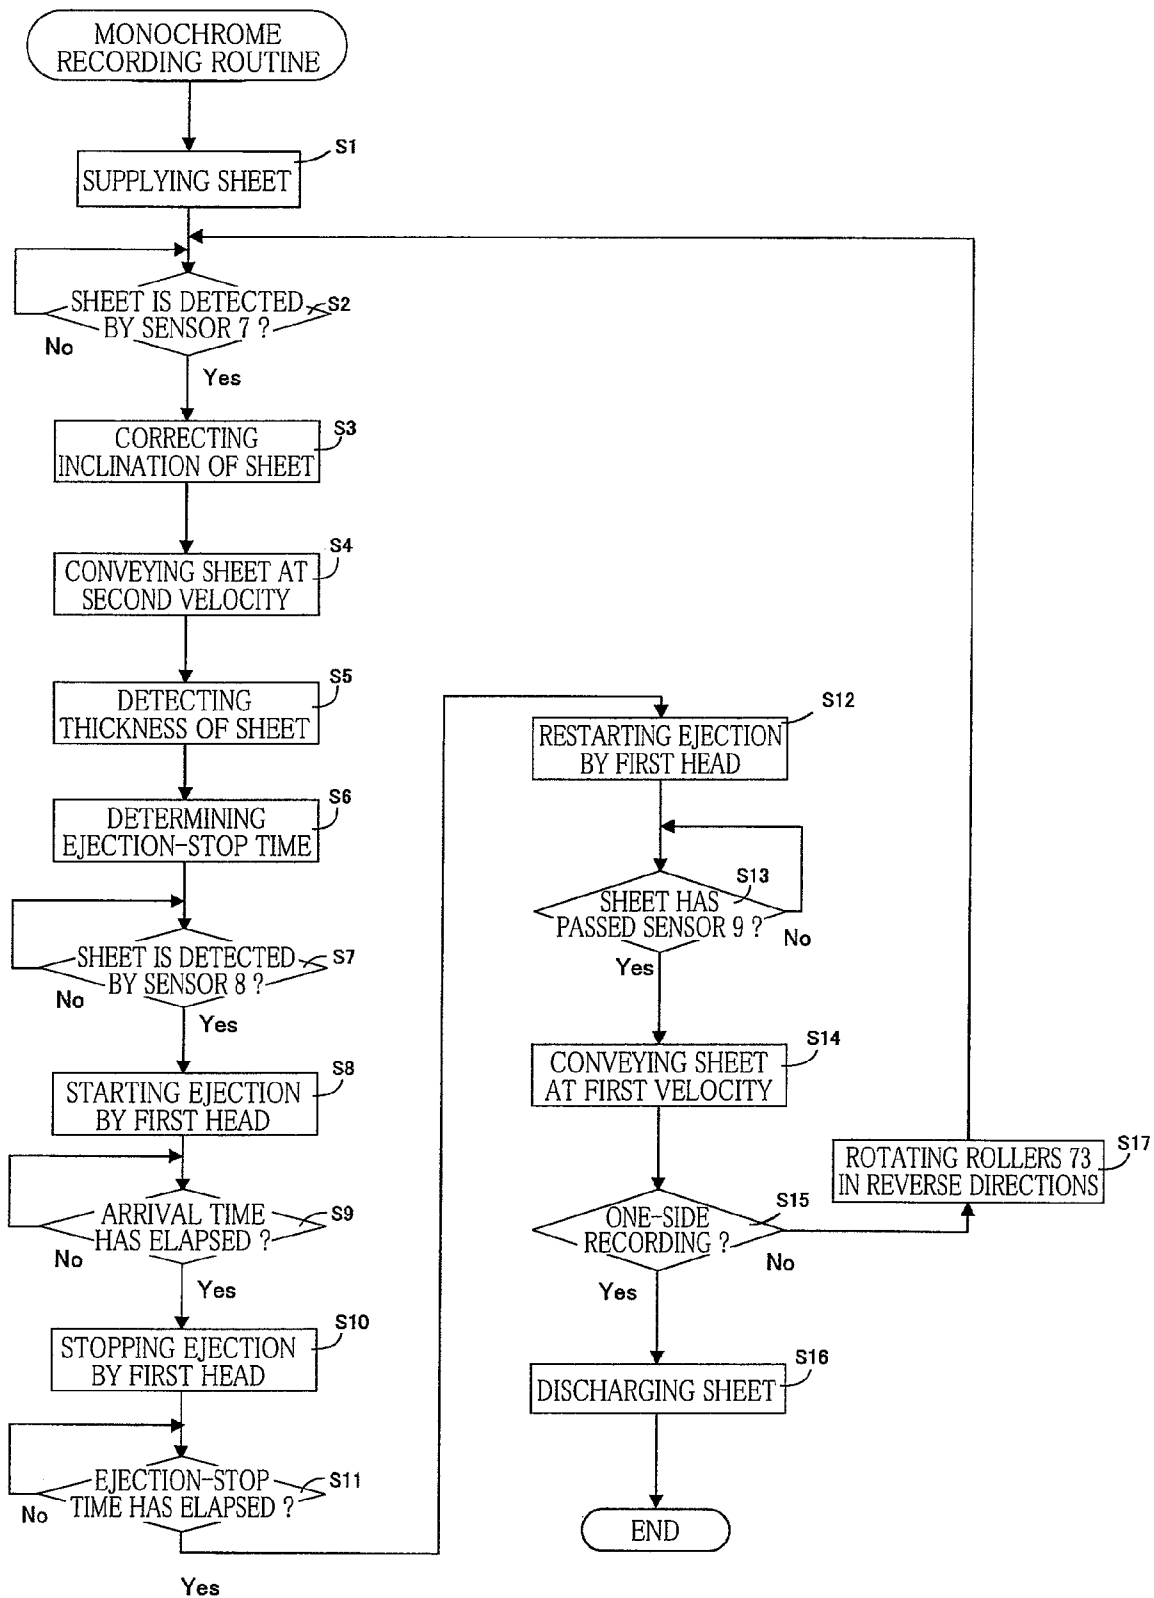 MONOCHROME
RECORDING ROUTINE
S1
SUPPLYING SHEET
SHEET IS DETECTED
BY SENSOR 7 ?
S2
No
Yes
S3
CORRECTING
INCLINATION OF SHEET
S4
CONVEYING SHEET AT
SECOND VELOCITY
S5
DETECTING
THICKNESS OF SHEET
S6
DETERMINING
EJECTION-STOP TIME
SHEET IS DETECTED
BY SENSOR 8 ?
S7
No
Yes
S8
STARTING EJECTION
BY FIRST HEAD
ARRIVAL TIME
HAS ELAPSED ?
S9
No
Yes
S10
STOPPING EJECTION
BY FIRST HEAD
EJECTION-STOP
TIME HAS ELAPSED ?
S11
No
Yes
S12
RESTARTING EJECTION
BY FIRST HEAD
S13
SHEET HAS
PASSED SENSOR 9 ?
No
Yes
S14
CONVEYING SHEET
AT FIRST VELOCITY
S15
ONE-SIDE
RECORDING ?
No
Yes
S17
ROTATING ROLLERS 73
IN REVERSE DIRECTIONS
S16
DISCHARGING SHEET
END